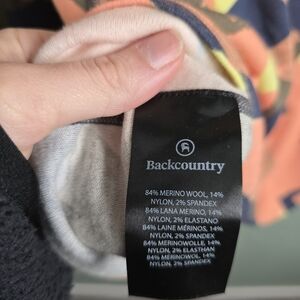 Backcountry
84% MERINO WOOL, 14%
NYLON, 2% SPANDEX
84% LANA MERINO, 14%
NYLON, 2% ELASTANO
84% LAINE MÉRINOS, 14%
NYLON, 2% SPANDEX
84% MERINOWOLLE, 14%
NYLON, 2% ELASTHAN
84% MERINOWOL, 14%
NYLON, 2% SPANDEX